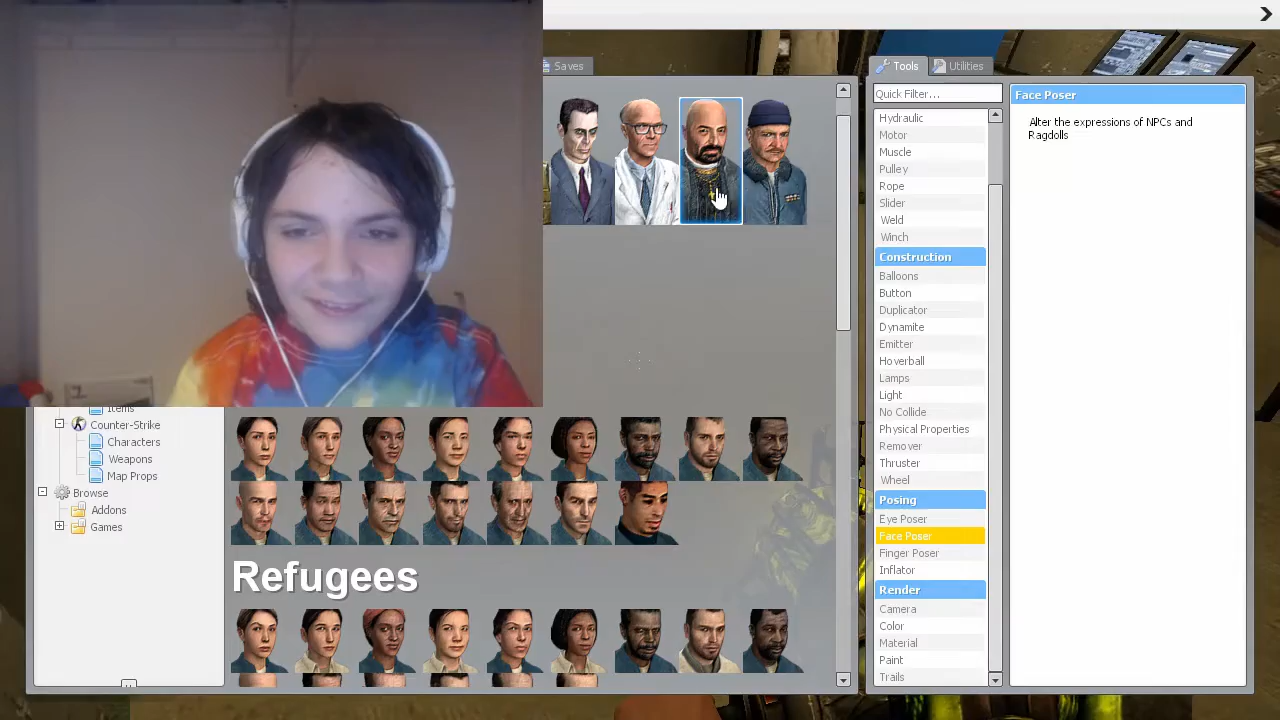 Saves
Tools
Utilities
Quick Filter...
Hydraulic
Motor
Muscle
Pulley
Rope
Slider
Weld
Winch
Construction
Balloons
Button
Duplicator
Dynamite
Emitter
Hoverball
Lamps
Light
No Collide
Physical Properties
Remover
Thruster
Wheel
Posing
Eye Poser
Face Poser
Finger Poser
Inflator
Render
Camera
Color
Material
Paint
Trails
Face Poser
Alter the expressions of NPCs and
Ragdolls
Items
Counter-Strike
Characters
Weapons
Map Props
Browse
Addons
Games
Refugees